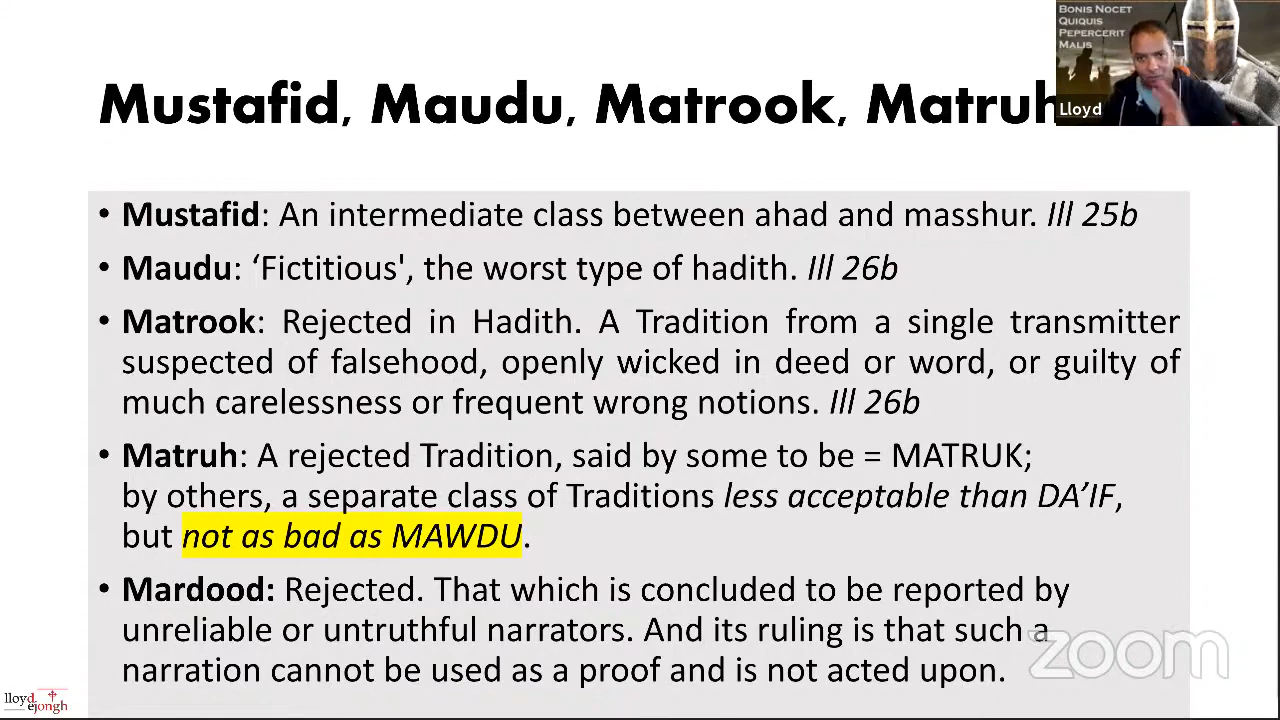 BONIS NOCET
QUIQUIS
PEPERCERIT
MALIS
Lloyd
Mustafid, Maudu, Matrook, Matruh
• Mustafid: An intermediate class between ahad and masshur. Ill 25b
• Maudu: ‘Fictitious', the worst type of hadith. Ill 26b
• Matrook: Rejected in Hadith. A Tradition from a single transmitter
suspected of falsehood, openly wicked in deed or word, or guilty of
much carelessness or frequent wrong notions. Ill 26b
• Matruh: A rejected Tradition, said by some to be = MATRUK;
by others, a separate class of Traditions less acceptable than DA’IF,
but not as bad as MAWDU.
• Mardood: Rejected. That which is concluded to be reported by
unreliable or untruthful narrators. And its ruling is that such a
narration cannot be used as a proof and is not acted upon.
zoom
lloyd
ejongh